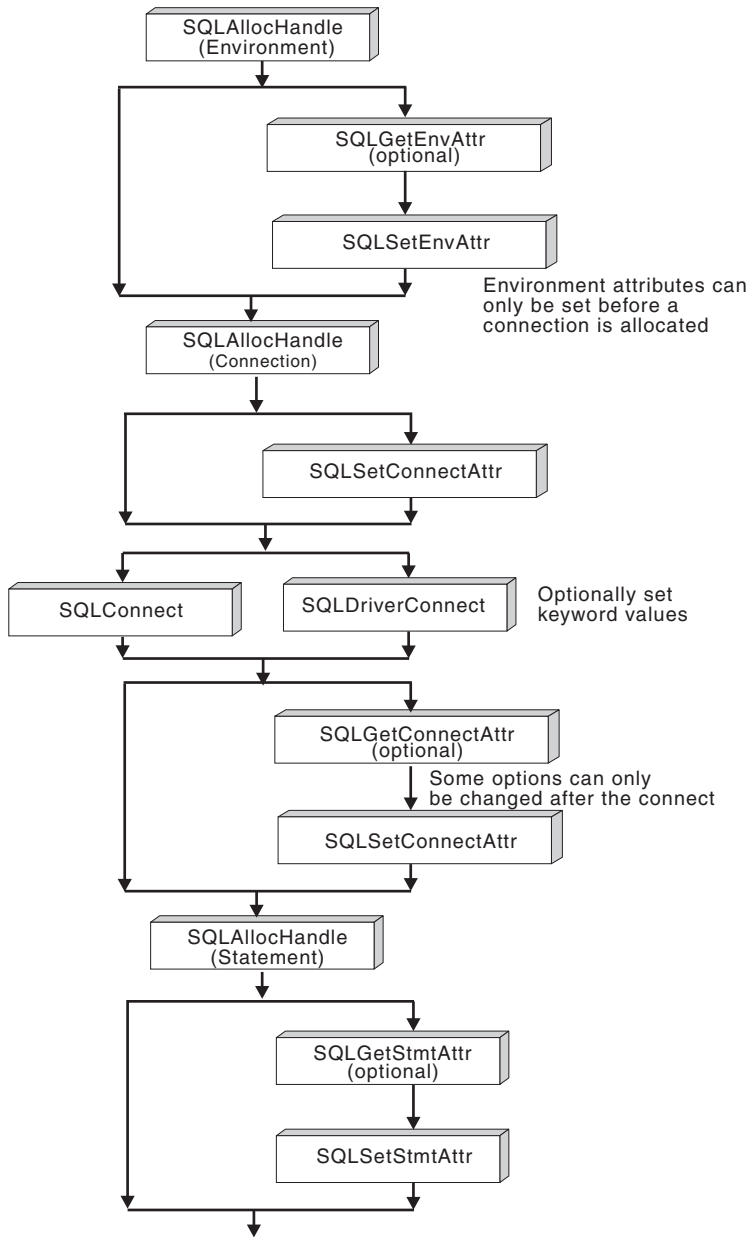 SQLAllocHandle
(Environment)
SQLGetEnvAttr
(optional)
SQLSetEnvAttr
Environment attributes can
only be set before a
connection is allocated
SQLAllocHandle
(Connection)
SQLSetConnectAttr
SQLConnect
SQLDriverConnect
Optionally set
keyword values
SQLGetConnectAttr
(optional)
Some options can only
be changed after the connect
SQLSetConnectAttr
SQLAllocHandle
(Statement)
SQLGetStmtAttr
(optional)
SQLSetStmtAttr